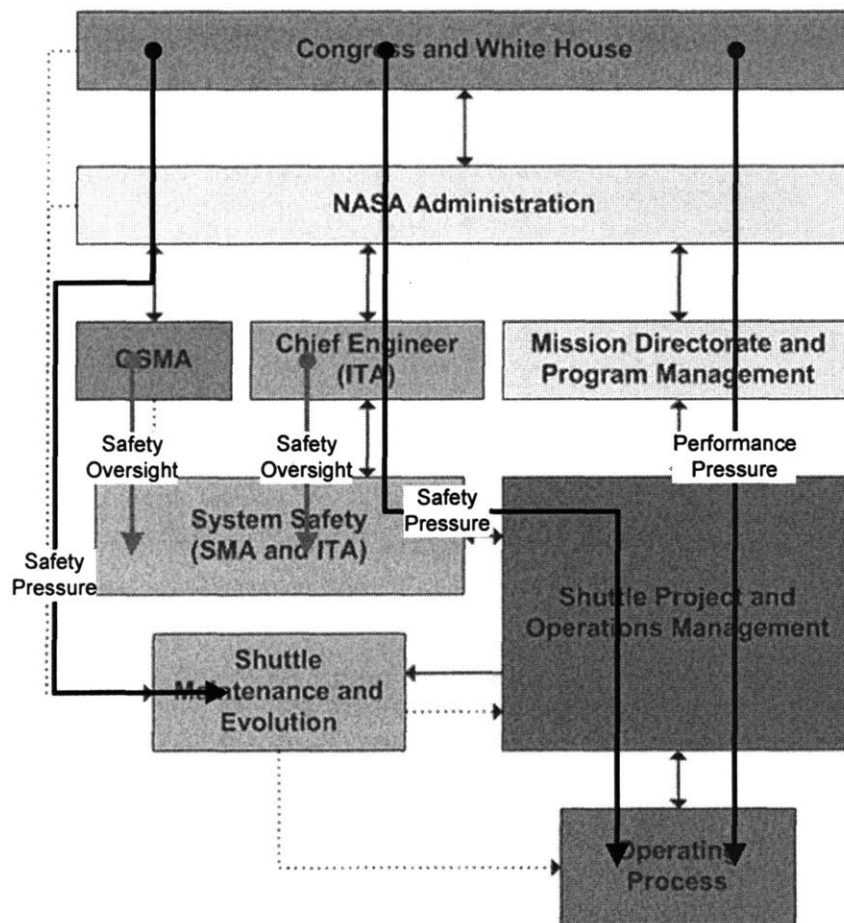 Congress and White House
NASA Administration
OSMA
Chief Engineer
(ITA)
Mission Directorate and
Program Management
Safety
Oversight
Safety
Oversight
Performance
Pressure
System Safety
(SMA and ITA)
Safety
Pressure
Safety
Pressure
Shuttle Project and
Operations Management
Shuttle
Maintenance and
Evolution
Operating
Process